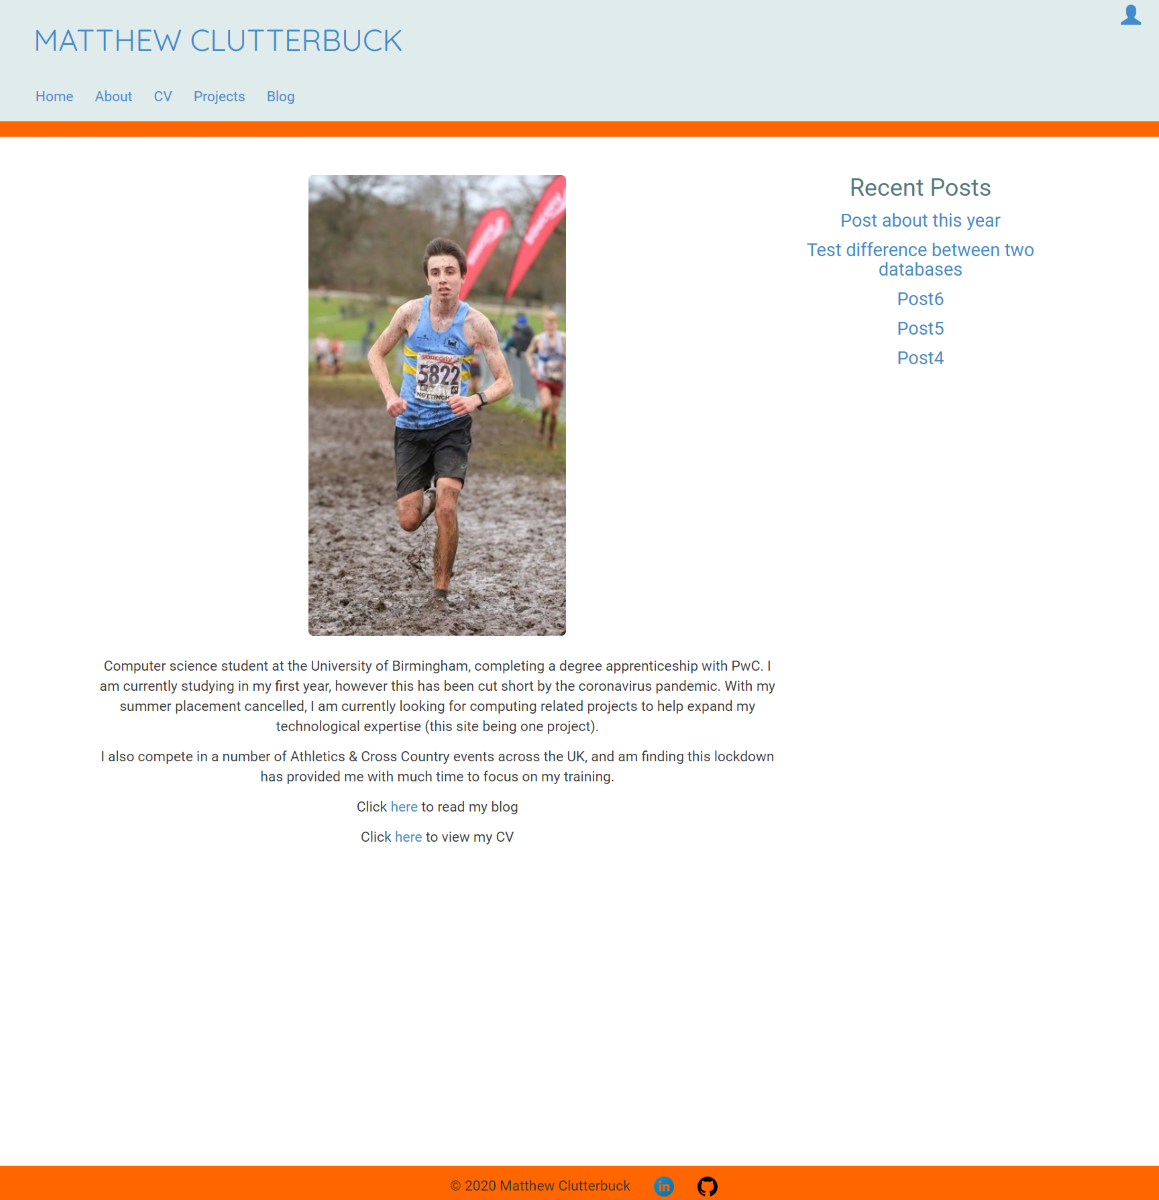 MATTHEW CLUTTERBUCK
Home About CV Projects Blog
saucony
saucony
saucony
5822
Recent Posts
Post about this year
Test difference between two
databases
Post6
Post5
Post4
Computer science student at the University of Birmingham, completing a degree apprenticeship with PwC. I
am currently studying in my first year, however this has been cut short by the coronavirus pandemic. With my
summer placement cancelled, I am currently looking for computing related projects to help expand my
technological expertise (this site being one project).
I also compete in a number of Athletics & Cross Country events across the UK, and am finding this lockdown
has provided me with much time to focus on my training.
Click here to read my blog
Click here to view my CV
© 2020 Matthew Clutterbuck in